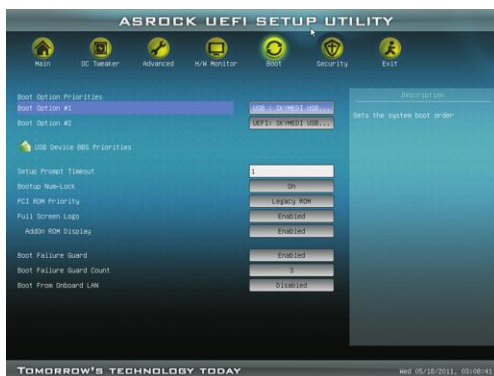 ASROCK UEFI SETUP UTILITY
Main
OC Tweaker
Advanced
H/W Monitor
Boot
Security
Exit
Boot Option Priorities
Boot Option #1 USB : SKYMEDI USB...
Boot Option #2 UEFI: SKYMEDI USB...
USB Device BBS Priorities
Setup Prompt Timeout 1
Bootup Num-Lock On
PCI ROM Priority Legacy ROM
Full Screen Logo Enabled
AddOn ROM Display Enabled
Boot Failure Guard Enabled
Boot Failure Guard Count 3
Boot From Onboard LAN Disabled
Description
Sets the system boot order
TOMORROW'S TECHNOLOGY TODAY
Wed 05/18/2011, 03:08:41